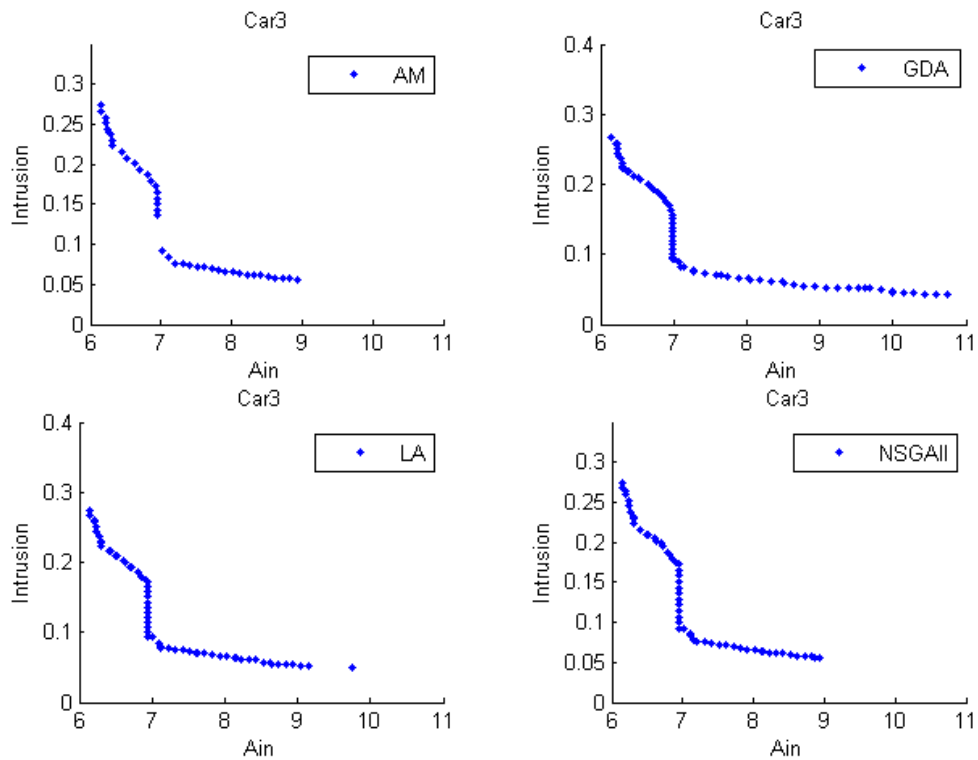 Car3
AM
0.3
0.25
0.2
0.15
0.1
0.05
0
Intrusion
6 7 8 9 10 11
Ain
Car3
GDA
0.4
0.3
0.2
0.1
0
Intrusion
6 7 8 9 10 11
Ain
Car3
LA
0.4
0.3
0.2
0.1
0
Intrusion
6 7 8 9 10 11
Ain
Car3
NSGAII
0.3
0.25
0.2
0.15
0.1
0.05
0
Intrusion
6 7 8 9 10 11
Ain